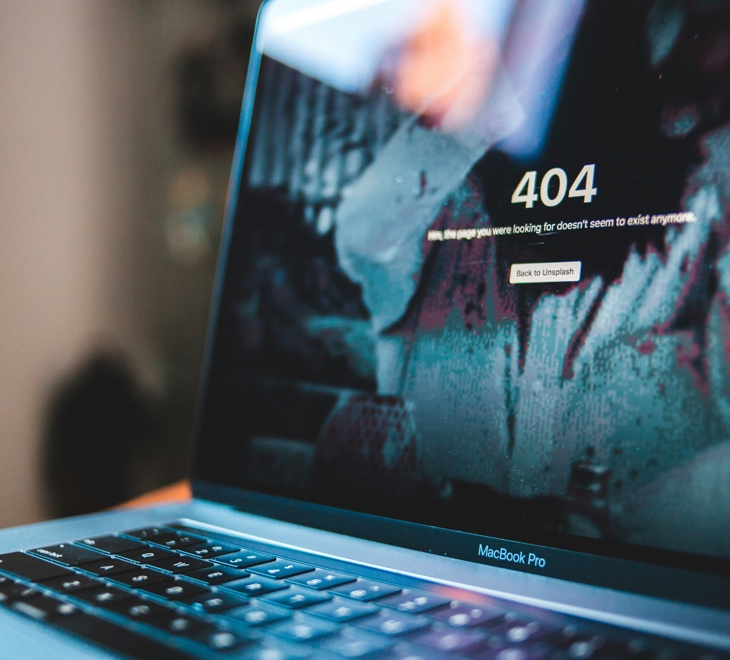 404
Hm, the page you were looking for doesn't seem to exist anymore.
Back to Unsplash
MacBook Pro
Q W
A S